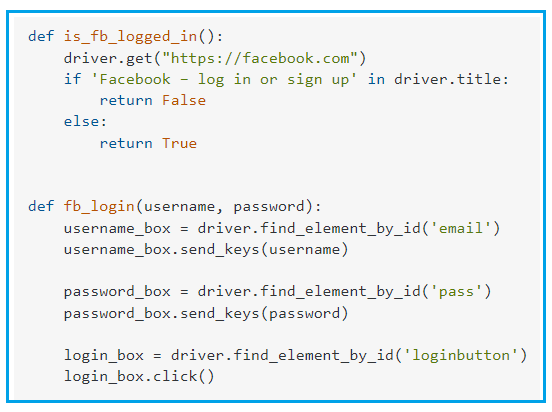 def is_fb_logged_in():
    driver.get("https://facebook.com")
    if 'Facebook – log in or sign up' in driver.title:
        return False
    else:
        return True
def fb_login(username, password):
    username_box = driver.find_element_by_id('email')
    username_box.send_keys(username)
    password_box = driver.find_element_by_id('pass')
    password_box.send_keys(password)
    login_box = driver.find_element_by_id('loginbutton')
    login_box.click()